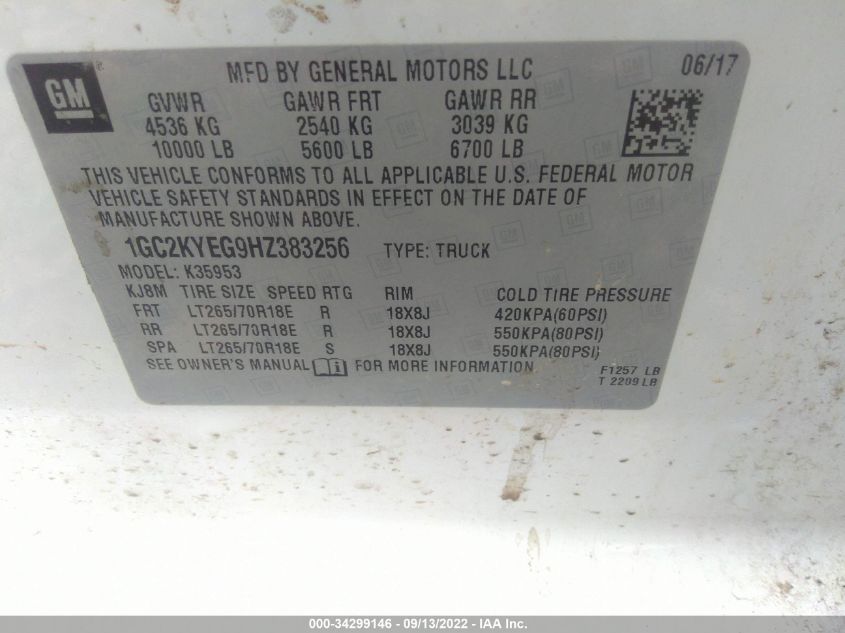 GM
MFD BY GENERAL MOTORS LLC 06/17
GVWR GAWR FRT GAWR RR
4536 KG 2540 KG 3039 KG
10000 LB 5600 LB 6700 LB
THIS VEHICLE CONFORMS TO ALL APPLICABLE U.S. FEDERAL MOTOR
VEHICLE SAFETY STANDARDS IN EFFECT ON THE DATE OF
MANUFACTURE SHOWN ABOVE.
1GC2KYEG9HZ383256 TYPE: TRUCK
MODEL: K35953
KJ8M TIRE SIZE SPEED RTG RIM COLD TIRE PRESSURE
FRT LT265/70R18E R 18X8J 420KPA(60PSI)
RR LT265/70R18E R 18X8J 550KPA(80PSI)
SPA LT265/70R18E S 18X8J 550KPA(80PSI)
SEE OWNER'S MANUAL FOR MORE INFORMATION
F1257 LB
T 2209 LB
000-34299146 - 09/13/2022 - IAA Inc.